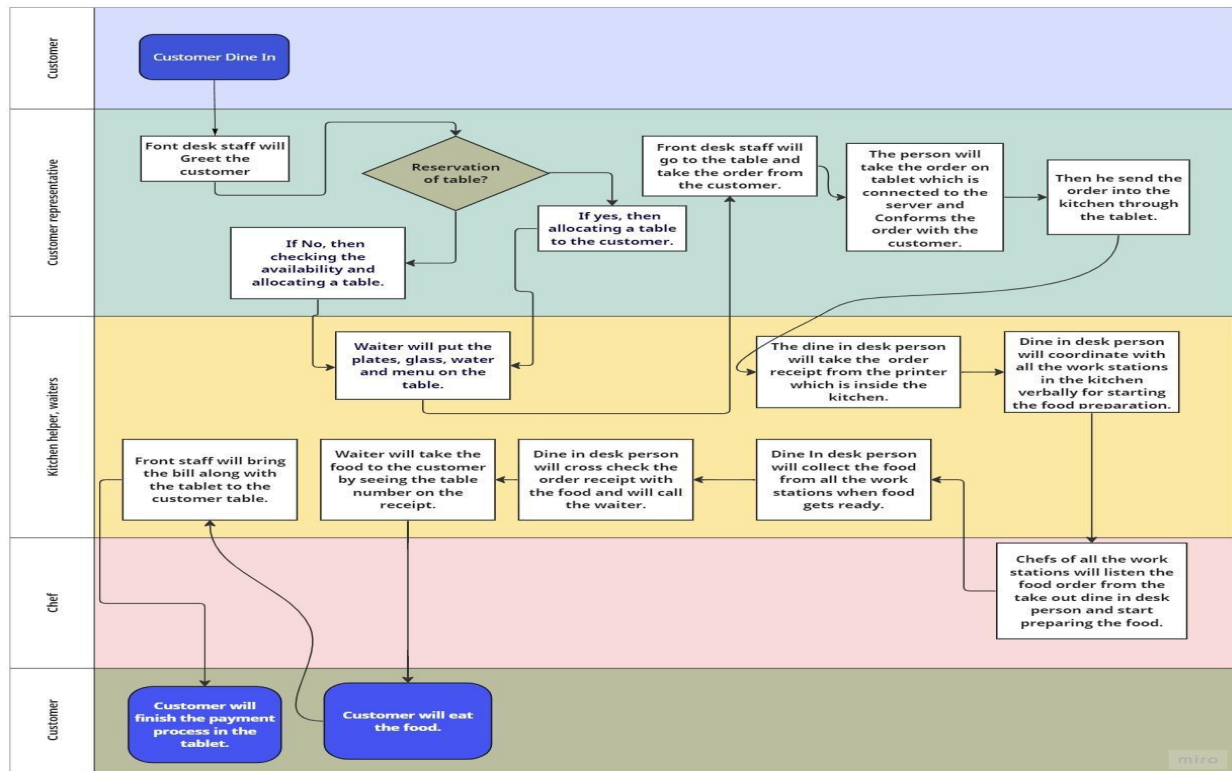 Customer
Customer Dine In
Customer representative
Font desk staff will
Greet the
customer
Reservation
of table?
If yes, then
allocating a table
to the customer.
If No, then
checking the
availability and
allocating a table.
Front desk staff will
go to the table and
take the order from
the customer.
The person will
take the order on
tablet which is
connected to the
server and
Conforms the
order with the
customer.
Then he send the
order into the
kitchen through
the tablet.
Kitchen helper, waiters
Waiter will put the
plates, glass, water
and menu on the
table.
The dine in desk person
will take the order
receipt from the printer
which is inside the
kitchen.
Dine in desk person
will coordinate with
all the work stations
in the kitchen
verbally for starting
the food preparation.
Front staff will bring
the bill along with
the tablet to the
customer table.
Waiter will take the
food to the customer
by seeing the table
number on the
receipt.
Dine in desk person
will cross check the
order receipt with
the food and will call
the waiter.
Dine In desk person
will collect the food
from all the work
stations when food
gets ready.
Chef
Chefs of all the work
stations will listen the
food order from the
take out dine in desk
person and start
preparing the food.
Customer
Customer will
finish the payment
process in the
tablet.
Customer will eat
the food.
miro